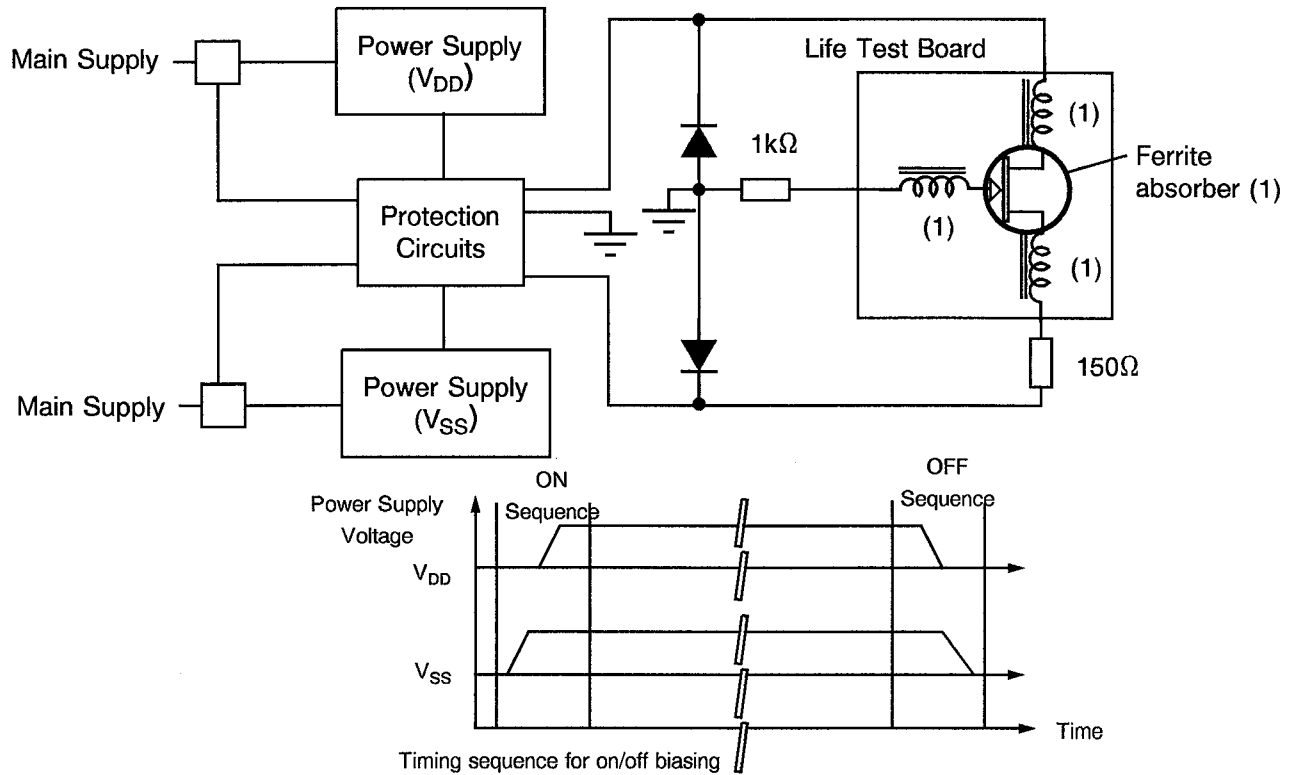 Main Supply
Power Supply
(VDD)
Life Test Board
(1)
1kΩ
Ferrite
absorber (1)
Protection
Circuits
(1)
(1)
150Ω
Main Supply
Power Supply
(VSS)
ON
Sequence
OFF
Sequence
Power Supply
Voltage
VDD
VSS
Time
Timing sequence for on/off biasing